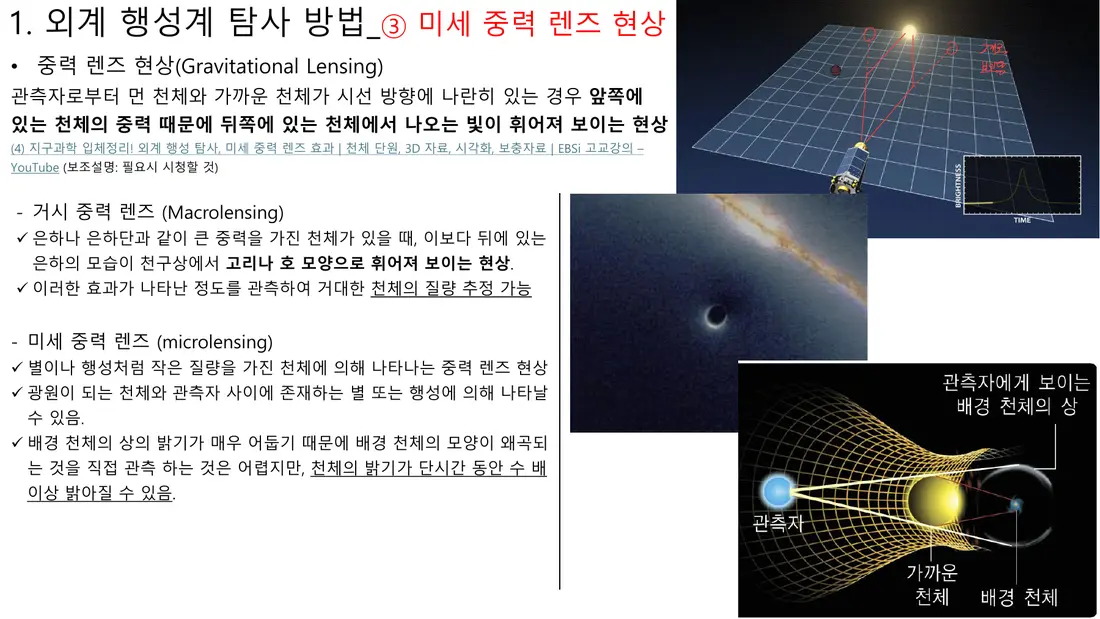 1. 외계 행성계 탐사 방법_③ 미세 중력 렌즈 현상
• 중력 렌즈 현상(Gravitational Lensing)
관측자로부터 먼 천체와 가까운 천체가 시선 방향에 나란히 있는 경우 앞쪽에
있는 천체의 중력 때문에 뒤쪽에 있는 천체에서 나오는 빛이 휘어져 보이는 현상
(4) 지구과학 입체정리! 외계 행성 탐사, 미세 중력 렌즈 효과 | 천체 단원, 3D 자료, 시각화, 보충자료 | EBSi 고교강의 –
YouTube (보조설명: 필요시 시청할 것)
- 거시 중력 렌즈 (Macrolensing)
✓ 은하나 은하단과 같이 큰 중력을 가진 천체가 있을 때, 이보다 뒤에 있는
은하의 모습이 천구상에서 고리나 호 모양으로 휘어져 보이는 현상.
✓ 이러한 효과가 나타난 정도를 관측하여 거대한 천체의 질량 추정 가능
- 미세 중력 렌즈 (microlensing)
✓ 별이나 행성처럼 작은 질량을 가진 천체에 의해 나타나는 중력 렌즈 현상
✓ 광원이 되는 천체와 관측자 사이에 존재하는 별 또는 행성에 의해 나타날
수 있음.
✓ 배경 천체의 상의 밝기가 매우 어둡기 때문에 배경 천체의 모양이 왜곡되
는 것을 직접 관측 하는 것은 어렵지만, 천체의 밝기가 단시간 동안 수 배
이상 밝아질 수 있음.
BRIGHTNESS
TIME
관측자에게 보이는
배경 천체의 상
관측자
가까운
천체
배경 천체